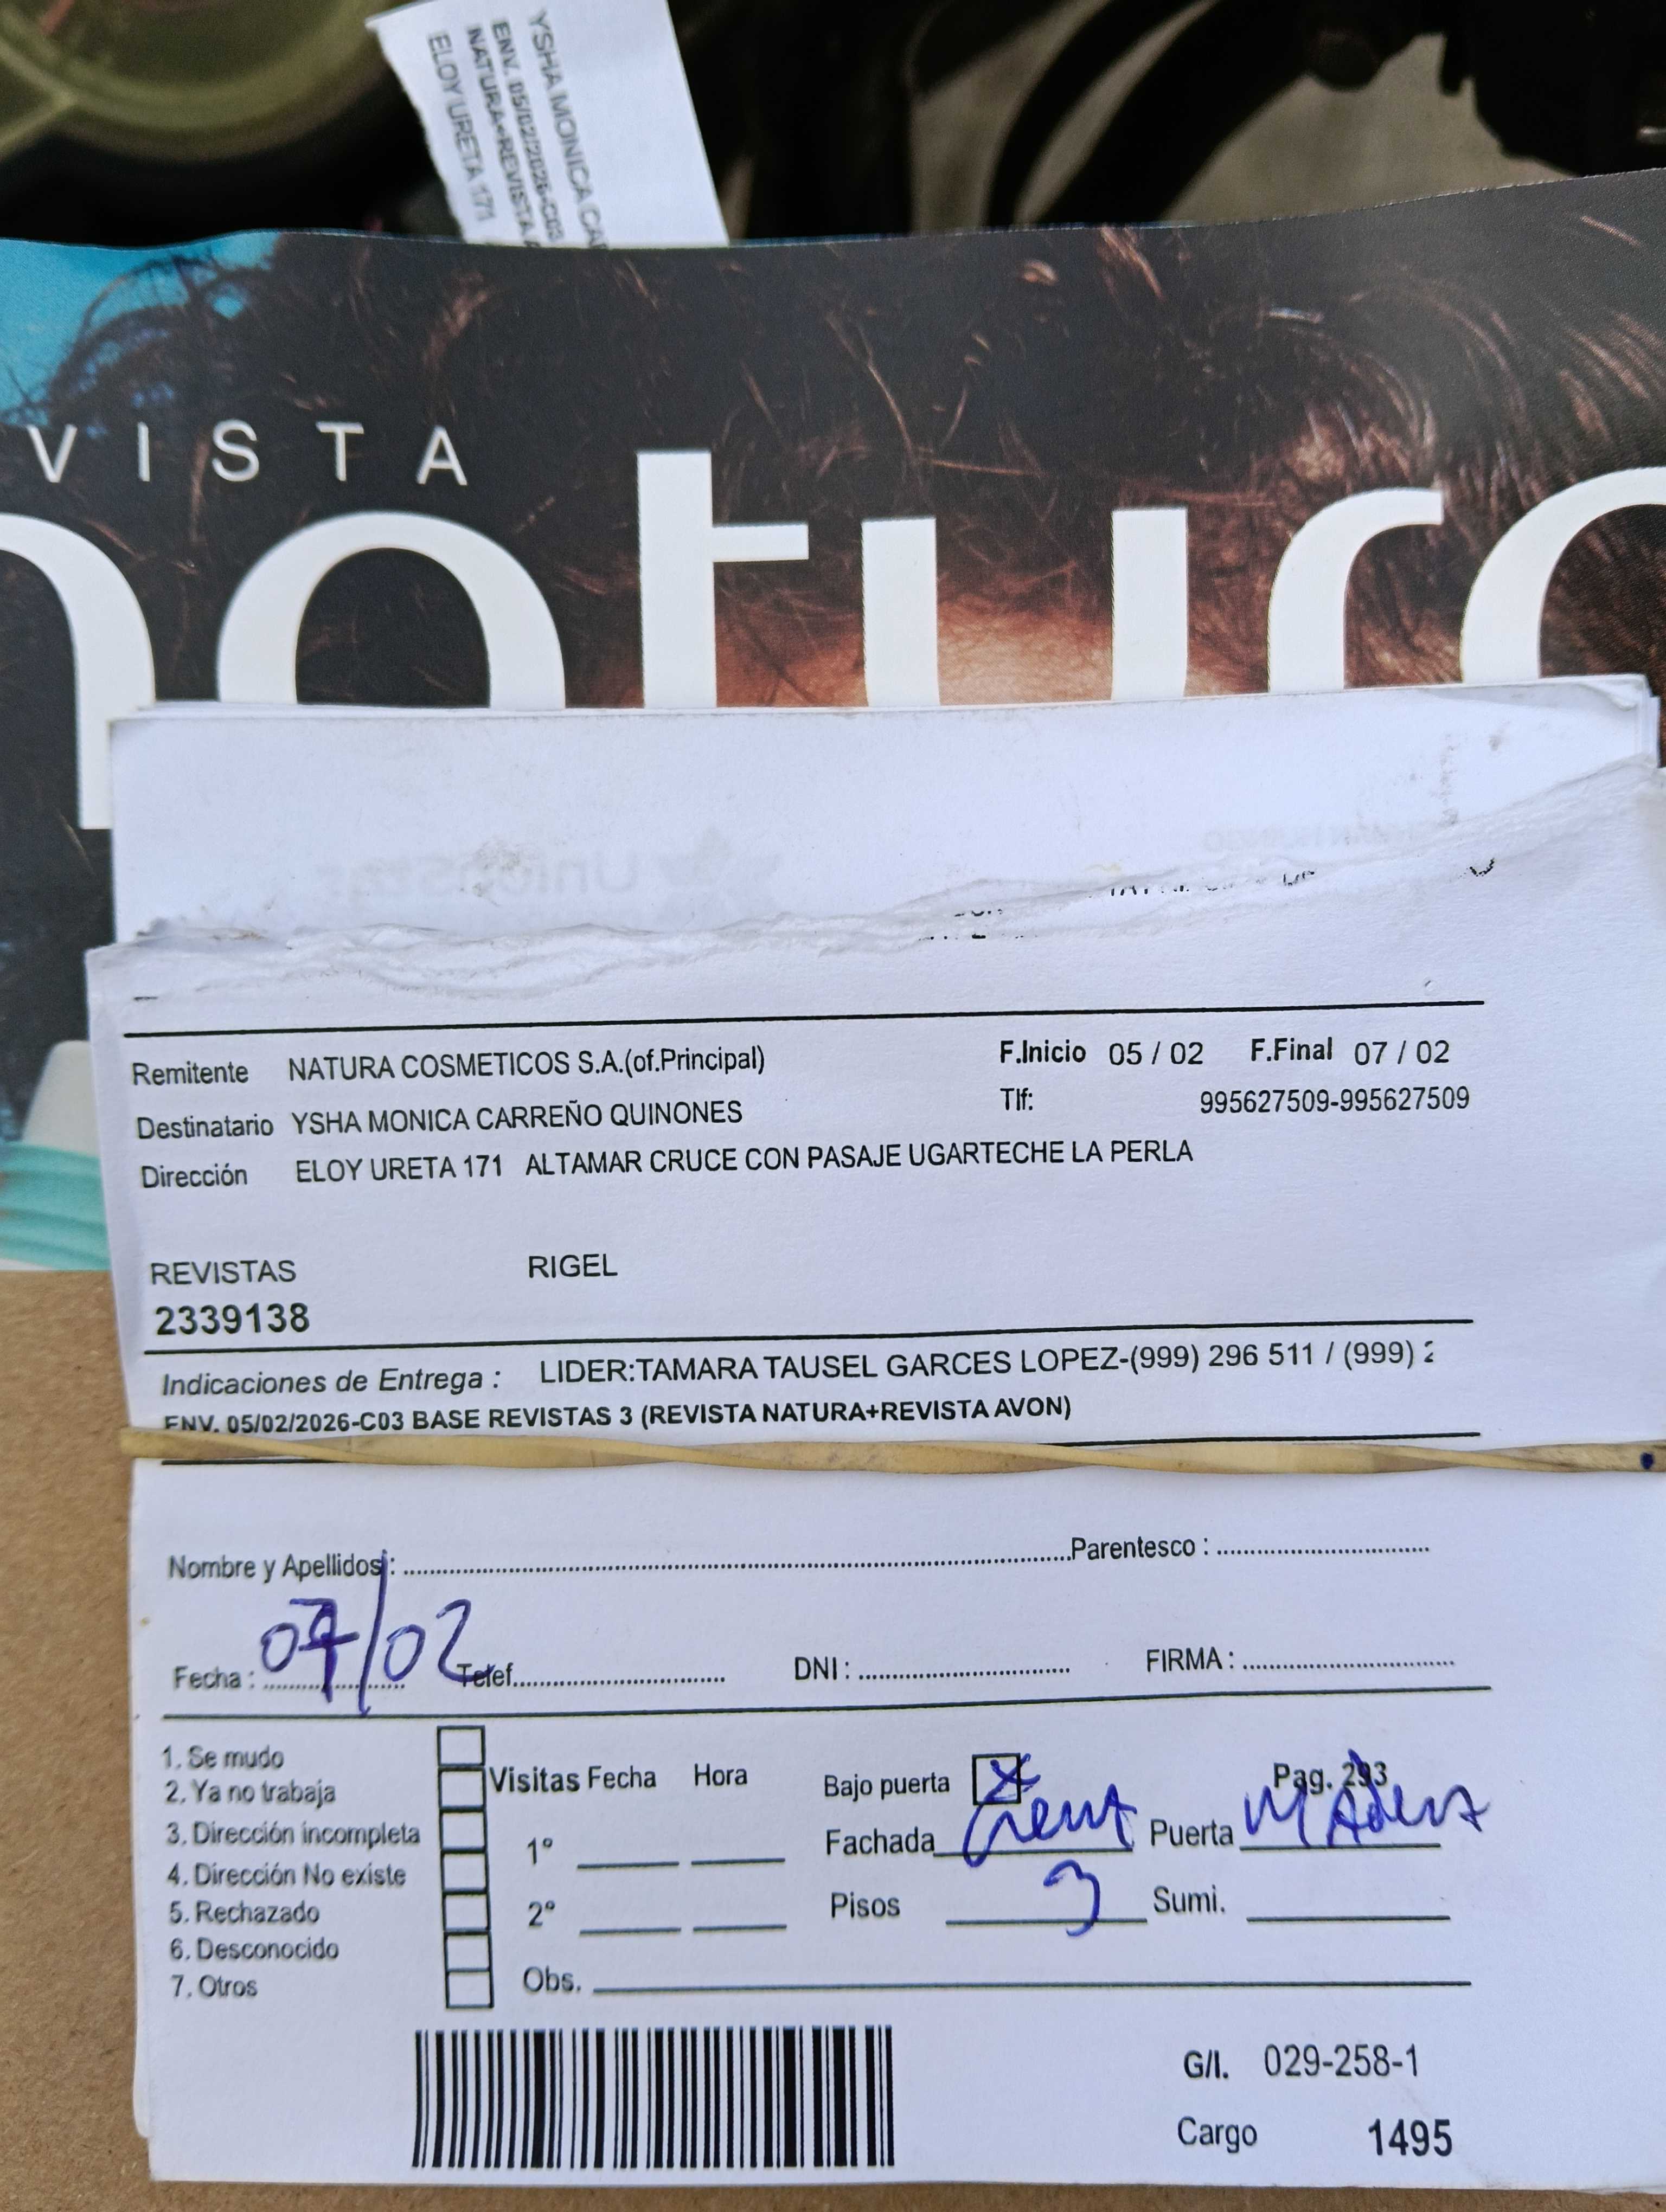 YSHA MONICA CAR
ENV. 05/02/2026-C03
NATURA+REVISTA A
ELOY URETA 171
VISTA
natura
Remitente NATURA COSMETICOS S.A.(of.Principal) F.Inicio 05 / 02 F.Final 07 / 02
Destinatario YSHA MONICA CARREÑO QUINONES Tlf: 995627509-995627509
Dirección ELOY URETA 171 ALTAMAR CRUCE CON PASAJE UGARTECHE LA PERLA
REVISTAS RIGEL
2339138
Indicaciones de Entrega : LIDER:TAMARA TAUSEL GARCES LOPEZ-(999) 296 511 / (999) 2
ENV. 05/02/2026-C03 BASE REVISTAS 3 (REVISTA NATURA+REVISTA AVON)
Nombre y Apellidos : Parentesco :
Fecha : 07/02 Telef. DNI : FIRMA :
1. Se mudo
2. Ya no trabaja
3. Dirección incompleta
4. Dirección No existe
5. Rechazado
6. Desconocido
7. Otros
Visitas Fecha Hora
1°
2°
Obs.
Bajo puerta X Pag. 293
Fachada Puerta
Pisos 3 Sumi.
G/I. 029-258-1
Cargo 1495